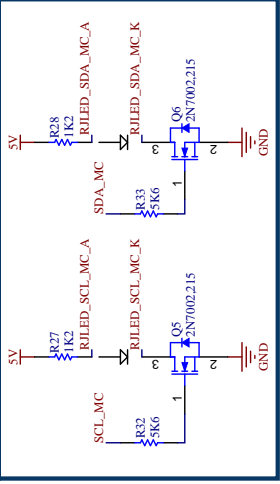 5V
R28
1K2
RJLED_SDA_MC_A
RJLED_SDA_MC_K
SDA_MC
R33
5K6
1
3
2
Q6
2N7002,215
GND
5V
R27
1K2
RJLED_SCL_MC_A
RJLED_SCL_MC_K
SCL_MC
R32
5K6
1
3
2
Q5
2N7002,215
GND